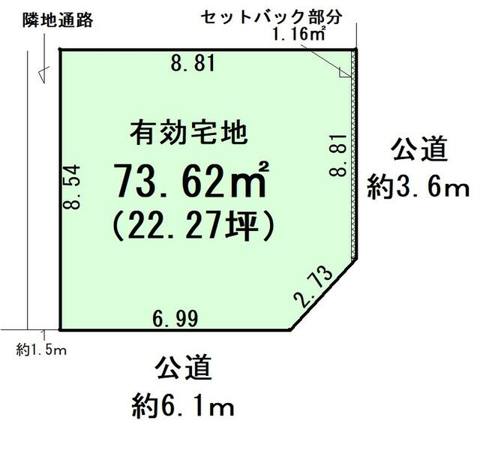 隣地通路
セットバック部分
1.16㎡
8.81
有効宅地
73.62㎡
(22.27坪)
8.54
8.81
公道
約3.6m
2.73
6.99
約1.5m
公道
約6.1m